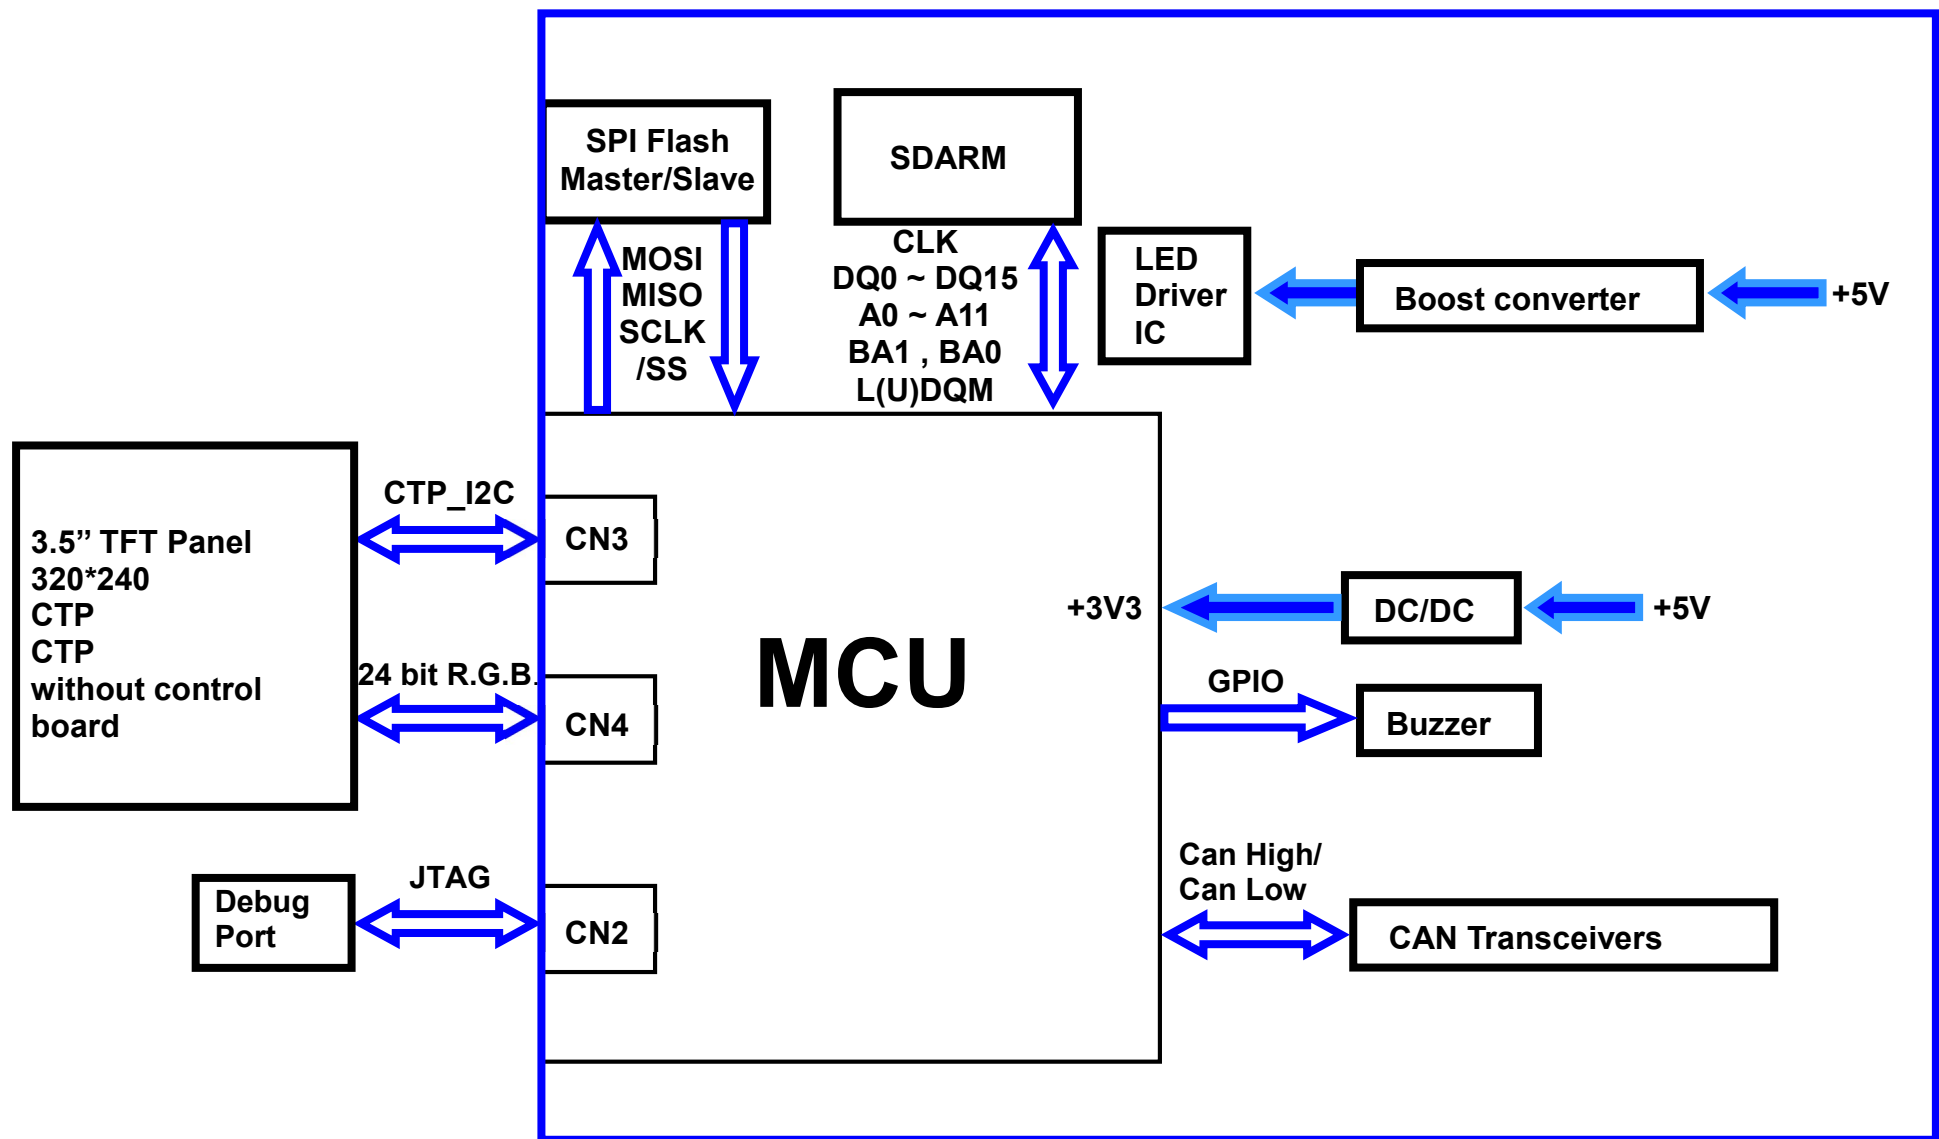 SPI Flash
Master/Slave
SDARM
MOSI
MISO
SCLK
/SS
CLK
DQ0 ~ DQ15
A0 ~ A11
BA1 , BA0
L(U)DQM
LED
Driver
IC
Boost converter
+5V
3.5” TFT Panel
320*240
CTP
CTP
without control
board
CTP_I2C
CN3
24 bit R.G.B.
CN4
MCU
+3V3
DC/DC
+5V
GPIO
Buzzer
Debug
Port
JTAG
CN2
Can High/
Can Low
CAN Transceivers